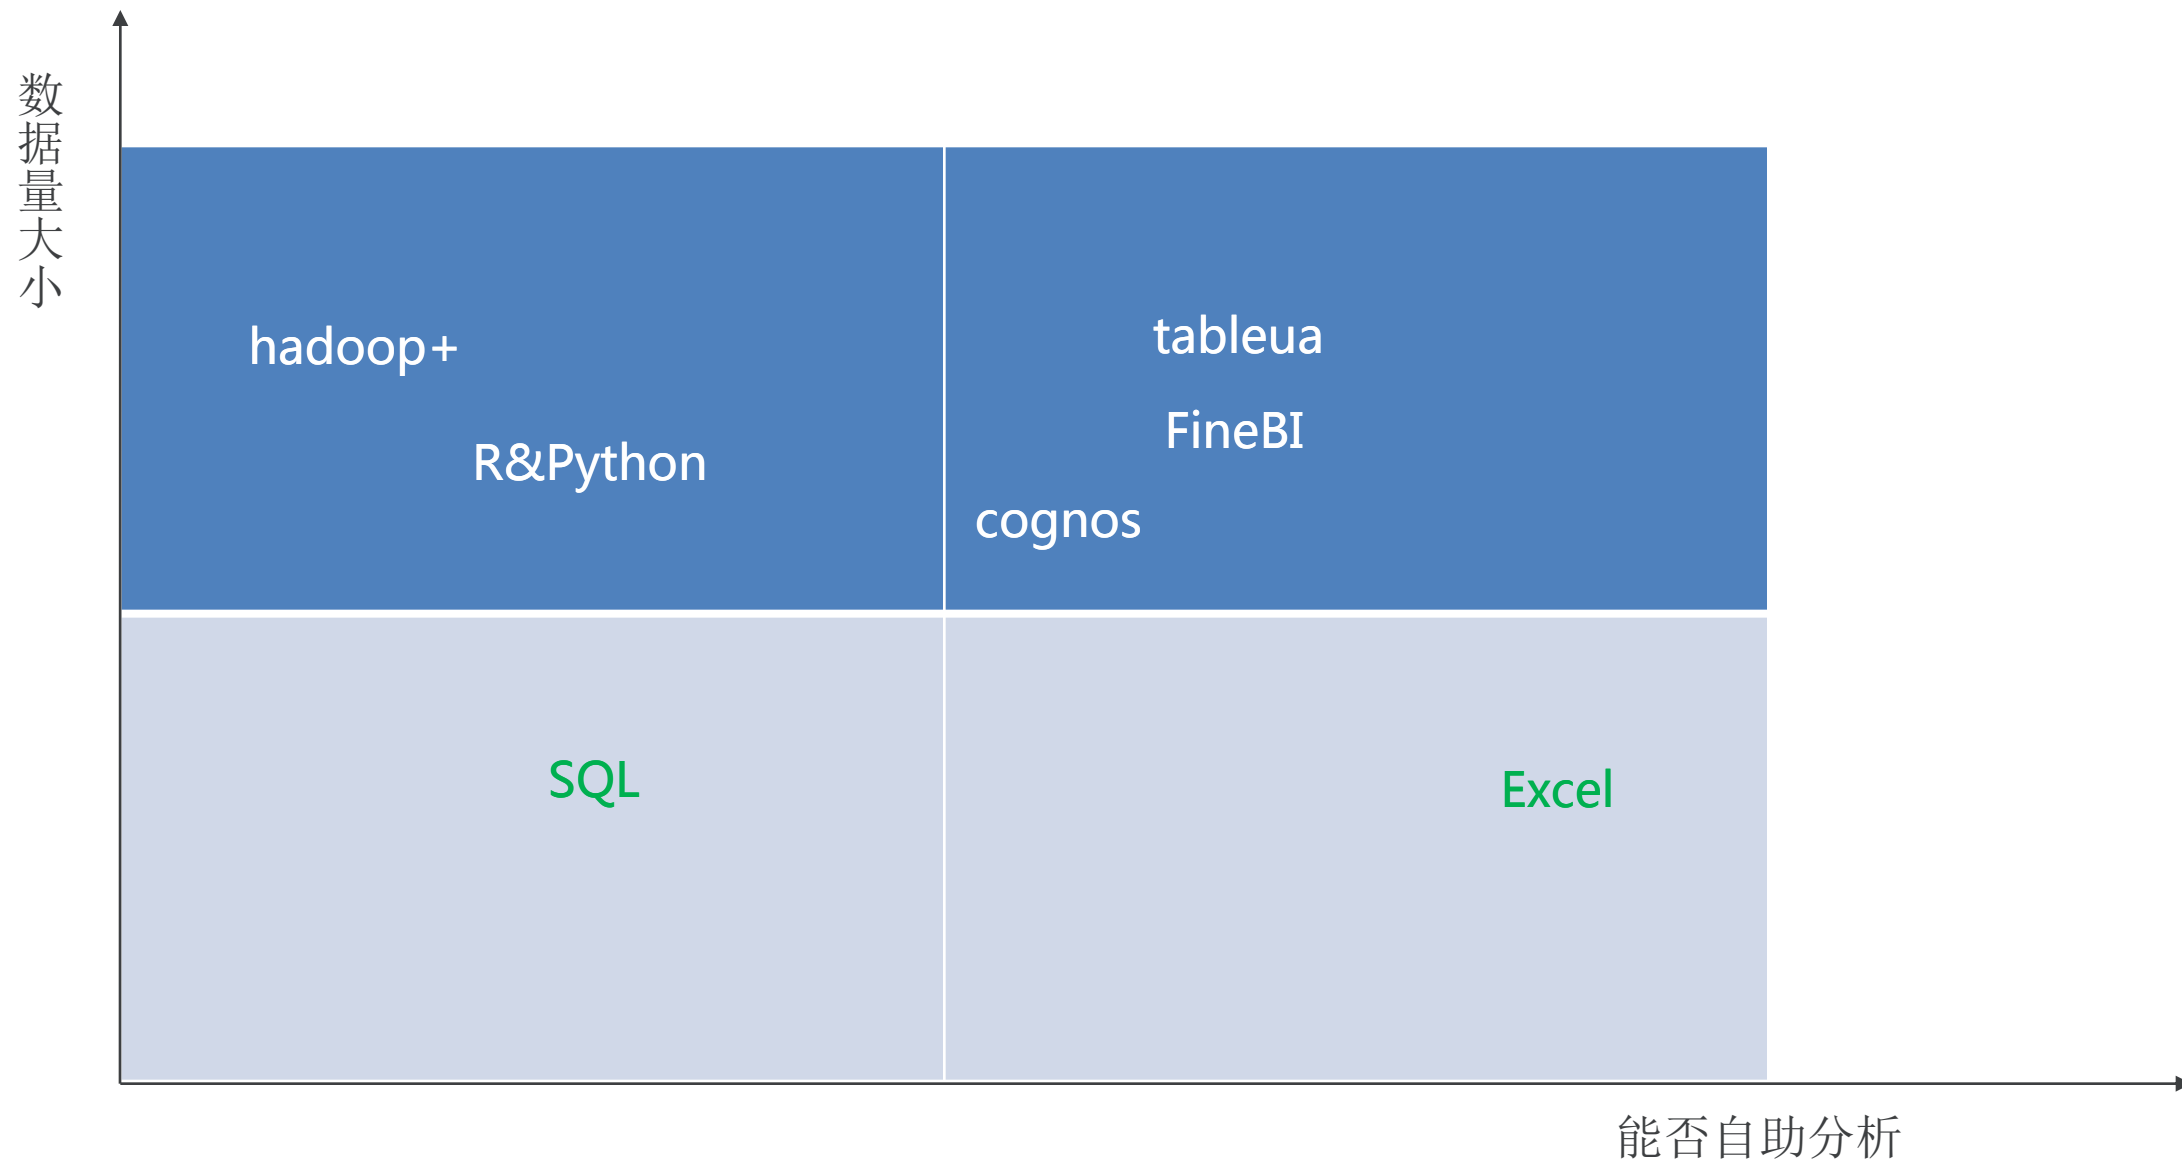 数据量大小
hadoop+
tableua
R&Python
FineBI
cognos
SQL
Excel
能否自助分析